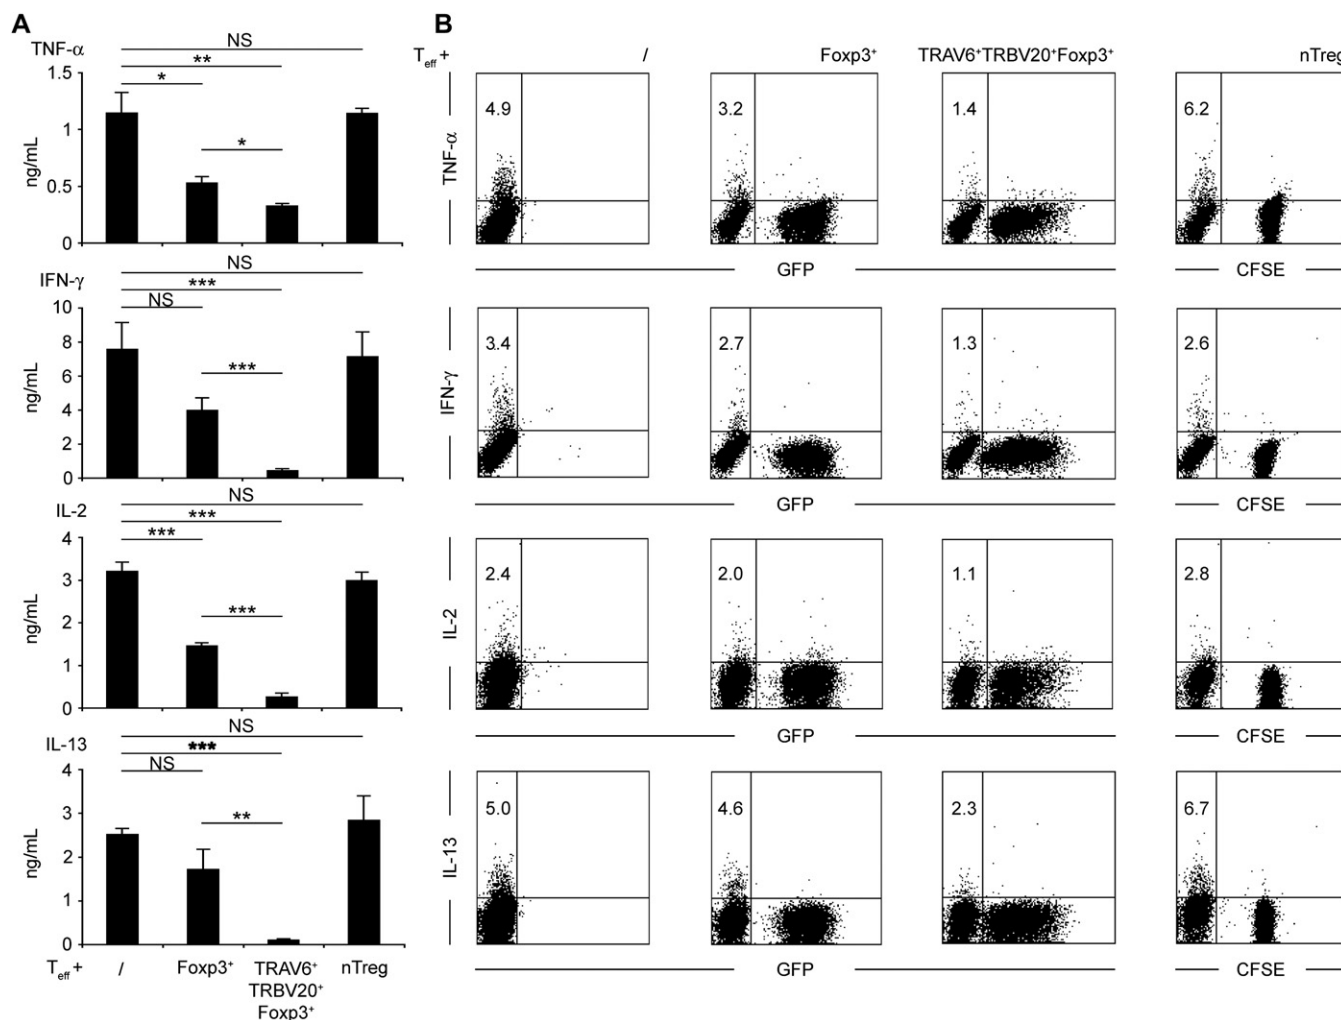 A
TNF-α
NS
**
*
*
1.5
1
0.5
0
ng/mL
IFN-γ
NS
***
NS
***
10
8
6
4
2
0
ng/mL
IL-2
NS
***
***
***
4
3
2
1
0
ng/mL
IL-13
NS
***
NS
**
4
3
2
1
0
ng/mL
Teff +
/
Foxp3⁺
TRAV6⁺
TRBV20⁺
Foxp3⁺
nTreg
B
Teff + / Foxp3⁺ TRAV6⁺TRBV20⁺Foxp3⁺ nTreg
TNF-α
4.9 3.2 1.4 6.2
GFP CFSE
IFN-γ
3.4 2.7 1.3 2.6
GFP CFSE
IL-2
2.4 2.0 1.1 2.8
GFP CFSE
IL-13
5.0 4.6 2.3 6.7
GFP CFSE